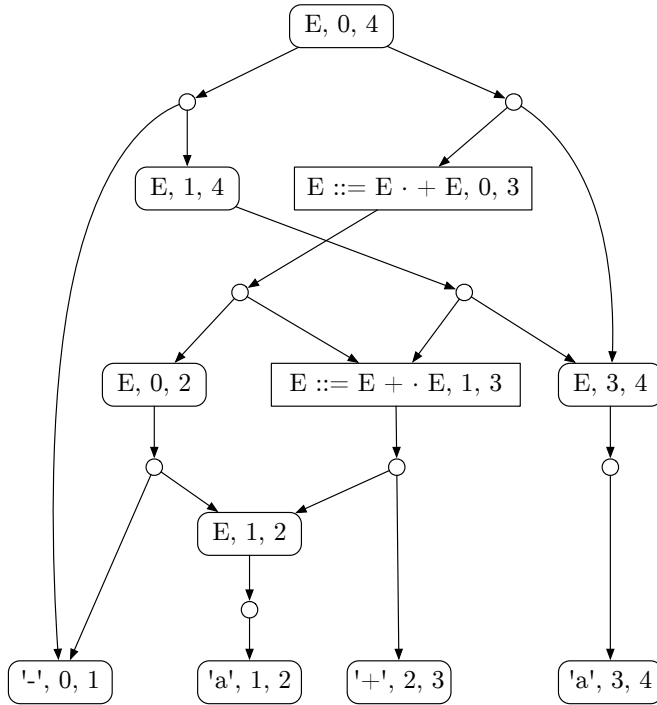 E, 0, 4
E, 1, 4
E ::= E · + E, 0, 3
E, 0, 2
E ::= E + · E, 1, 3
E, 3, 4
E, 1, 2
'-', 0, 1
'a', 1, 2
'+', 2, 3
'a', 3, 4